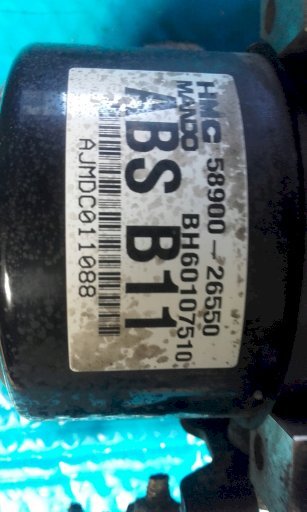 HMC 58900-26550
MANDO BH60107510
ABS B11
AJMDC011088